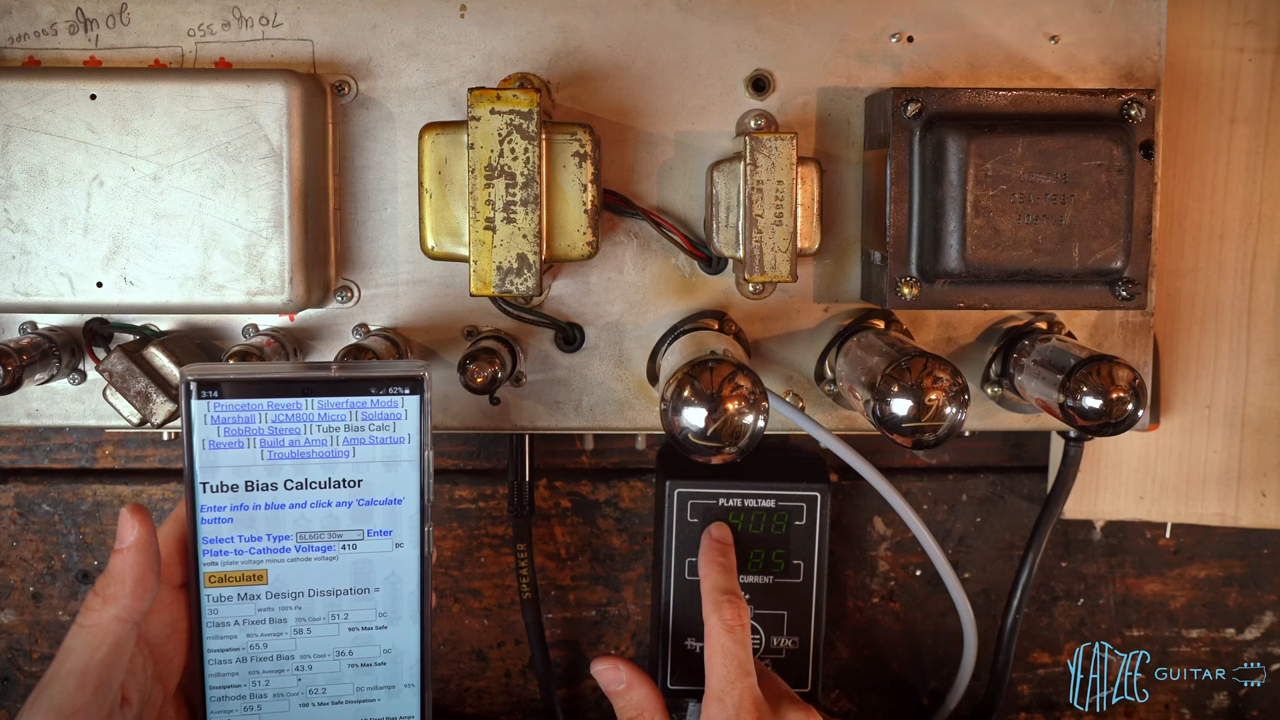 70W@350
3:14
62%
[ Princeton Reverb ] [ Silverface Mods ]
[ Marshall ] [ JCM800 Micro ] [ Soldano ]
[ RobRob Stereo ] [ Tube Bias Calc ]
[ Reverb ] [ Build an Amp ] [ Amp Startup ]
[ Troubleshooting ]
Tube Bias Calculator
Enter info in blue and click any 'Calculate'
button
Select Tube Type: 6L6GC 30w Enter
Plate-to-Cathode Voltage: 410 DC
volts (plate voltage minus cathode voltage)
Calculate
Tube Max Design Dissipation =
30 watts 100%
Class A Fixed Bias 70% Cool = 51.2 DC
milliamps 80% Average = 58.5 90% Max Safe
Dissipation = 65.9
Class AB Fixed Bias 50% Cool = 36.6 DC
milliamps 60% Average = 43.9 70% Max Safe
Dissipation = 51.2 *
Cathode Bias 85% Cool = 62.2 DC milliamps 95%
Average = 69.5 100 % Max Safe Dissipation =
SPEAKER
PLATE VOLTAGE
408
85
CURRENT
VDC
YEATZEE GUITAR